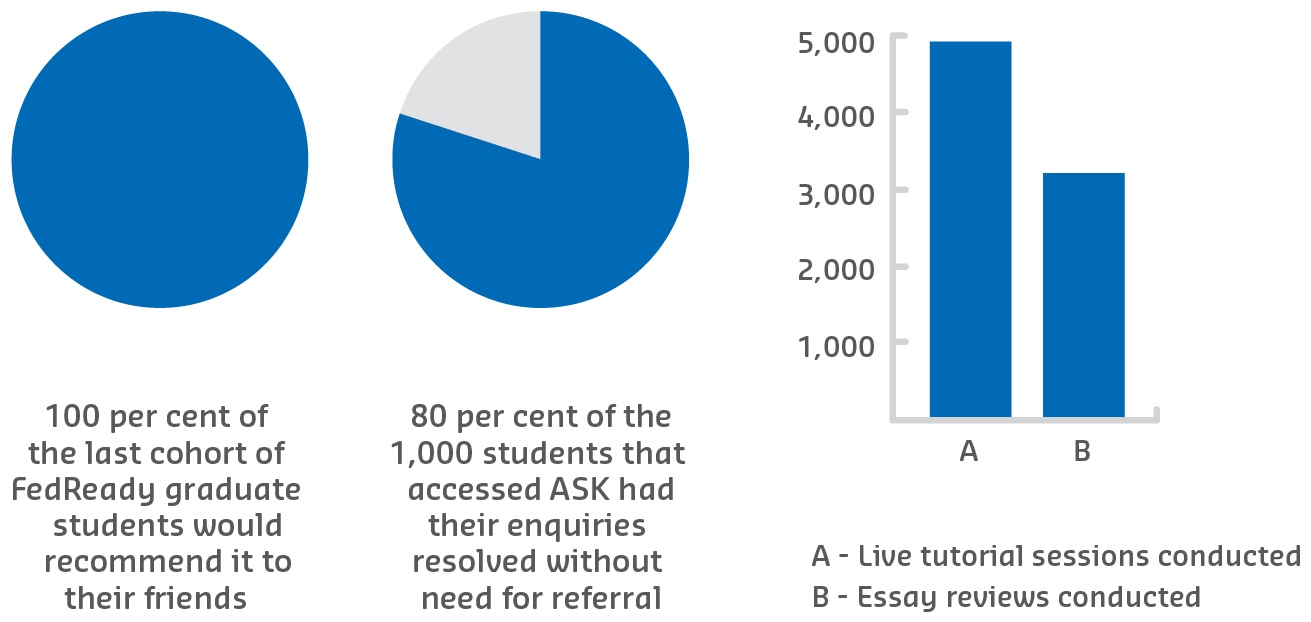 100 per cent of
the last cohort of
FedReady graduate
students would
recommend it to
their friends
80 per cent of the
1,000 students that
accessed ASK had
their enquiries
resolved without
need for referral
5,000
4,000
3,000
2,000
1,000
A
B
A - Live tutorial sessions conducted
B - Essay reviews conducted